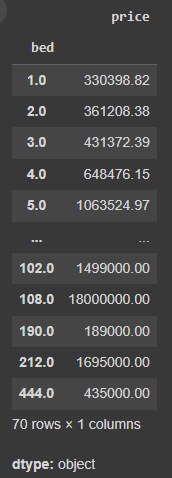 price
bed
1.0 330398.82
2.0 361208.38
3.0 431372.39
4.0 648476.15
5.0 1063524.97
... ...
102.0 1499000.00
108.0 18000000.00
190.0 189000.00
212.0 1695000.00
444.0 435000.00
70 rows × 1 columns
dtype: object